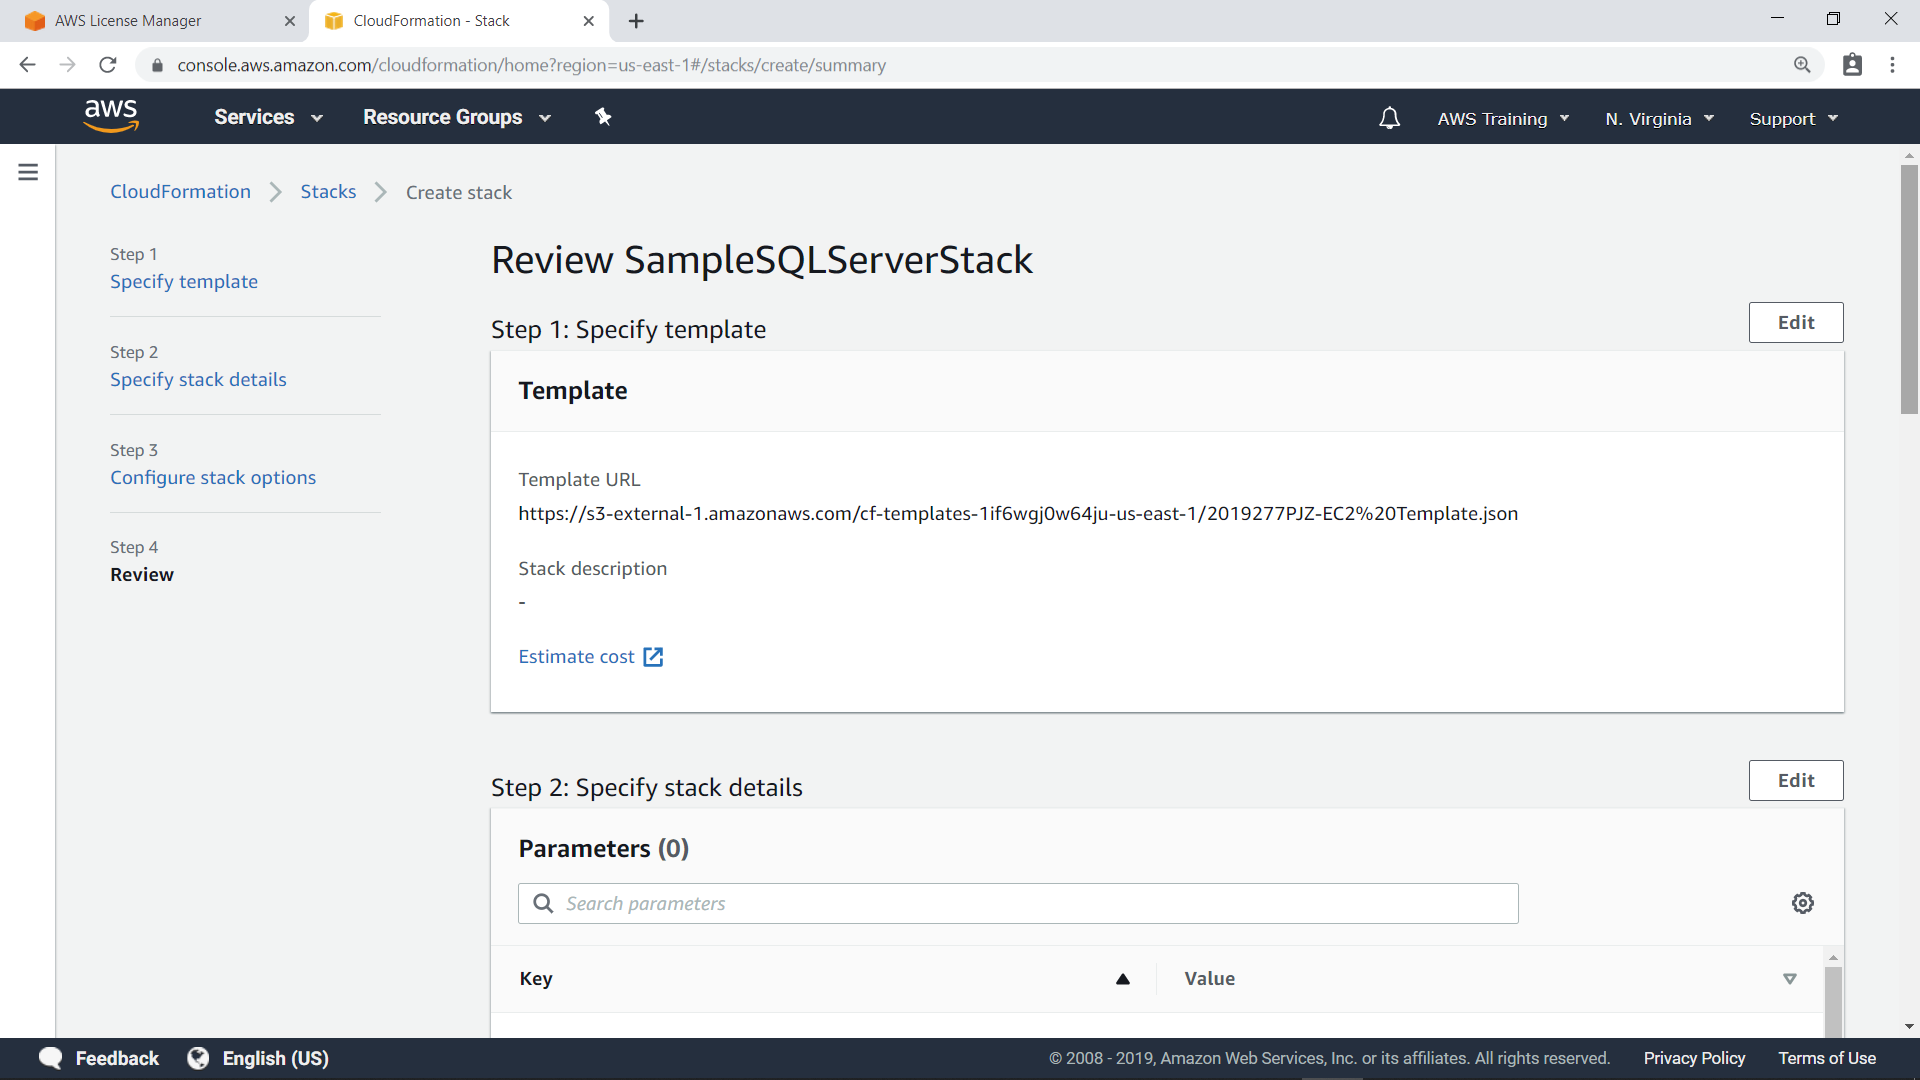 AWS License Manager
CloudFormation - Stack
console.aws.amazon.com/cloudformation/home?region=us-east-1#/stacks/create/summary
aws
Services
Resource Groups
AWS Training
N. Virginia
Support
CloudFormation
Stacks
Create stack
Step 1
Specify template
Step 2
Specify stack details
Step 3
Configure stack options
Step 4
Review
Review SampleSQLServerStack
Step 1: Specify template
Edit
Template
Template URL
https://s3-external-1.amazonaws.com/cf-templates-1if6wgj0w64ju-us-east-1/2019277PJZ-EC2%20Template.json
Stack description
-
Estimate cost
Step 2: Specify stack details
Edit
Parameters (0)
Search parameters
Key
Value
Feedback
English (US)
© 2008 - 2019, Amazon Web Services, Inc. or its affiliates. All rights reserved.
Privacy Policy
Terms of Use